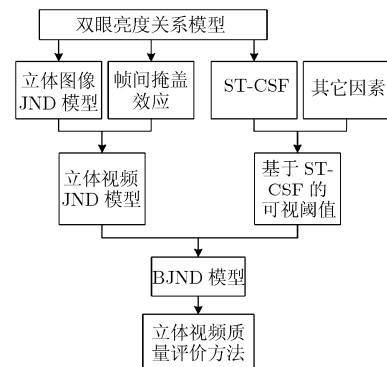 双眼亮度关系模型
立体图像
JND 模型
帧间掩盖
效应
ST-CSF
其它因素
立体视频
JND 模型
基于 ST-
CSF 的
可视阈值
BJND 模型
立体视频质
量评价方法